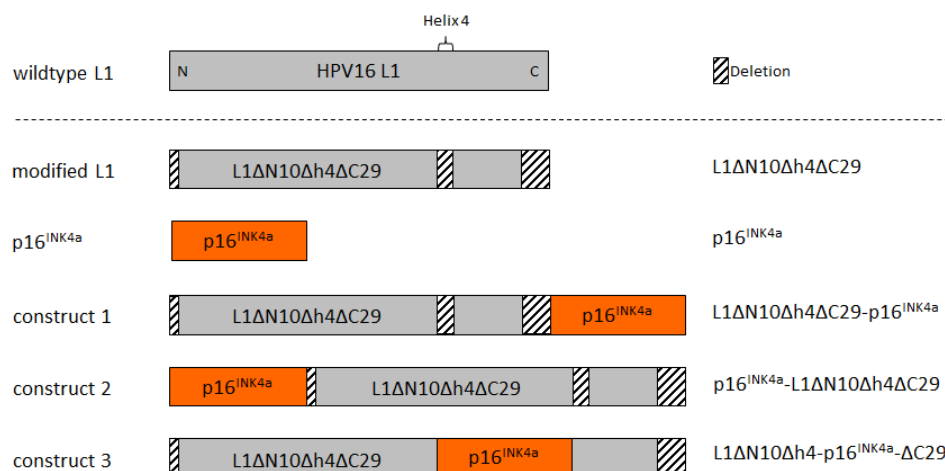 Helix 4
wildtype L1 N HPV16 L1 C Deletion
modified L1 L1ΔN10Δh4ΔC29 L1ΔN10Δh4ΔC29
p16INK4a p16INK4a p16INK4a
construct 1 L1ΔN10Δh4ΔC29 p16INK4a L1ΔN10Δh4ΔC29-p16INK4a
construct 2 p16INK4a L1ΔN10Δh4ΔC29 p16INK4a-L1ΔN10Δh4ΔC29
construct 3 L1ΔN10Δh4ΔC29 p16INK4a L1ΔN10Δh4-p16INK4a-ΔC29